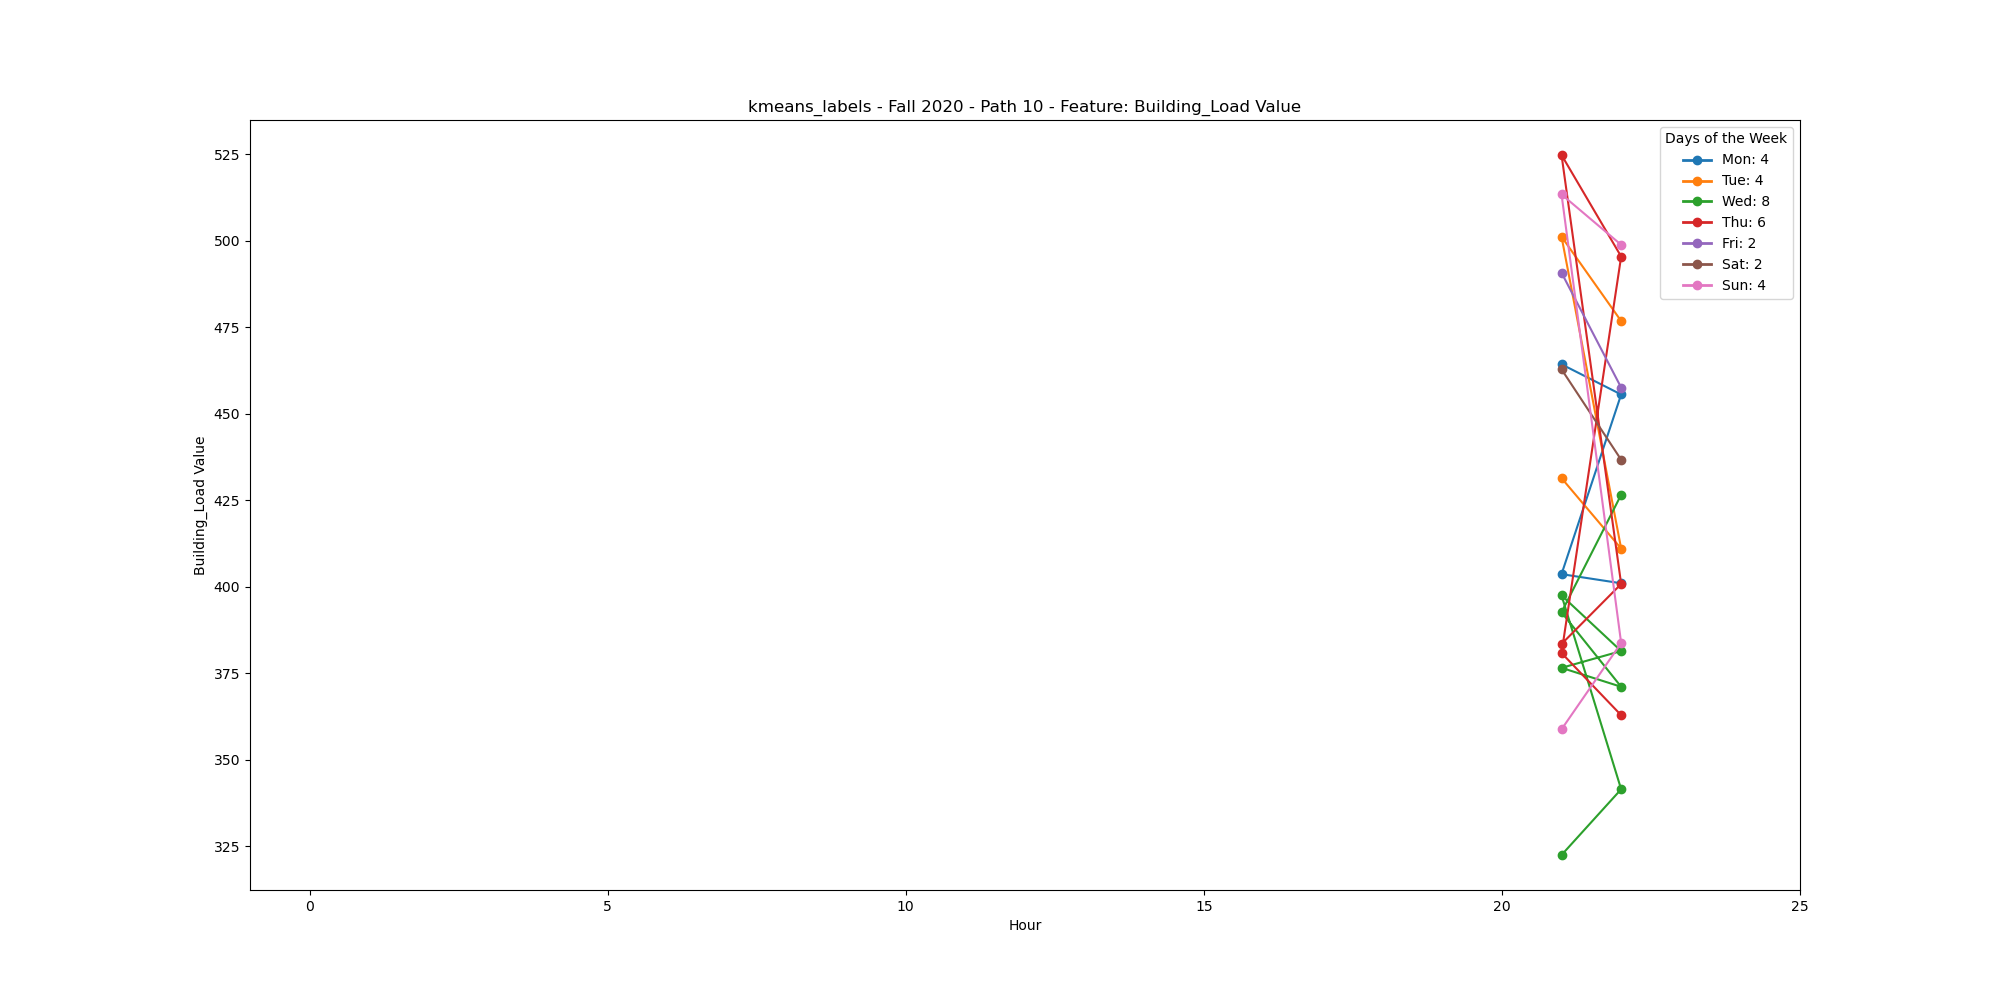 kmeans_labels - Fall 2020 - Path 10 - Feature: Building_Load Value
Days of the Week
Mon: 4
Tue: 4
Wed: 8
Thu: 6
Fri: 2
Sat: 2
Sun: 4
Building_Load Value
525
500
475
450
425
400
375
350
325
0 5 10 15 20 25
Hour